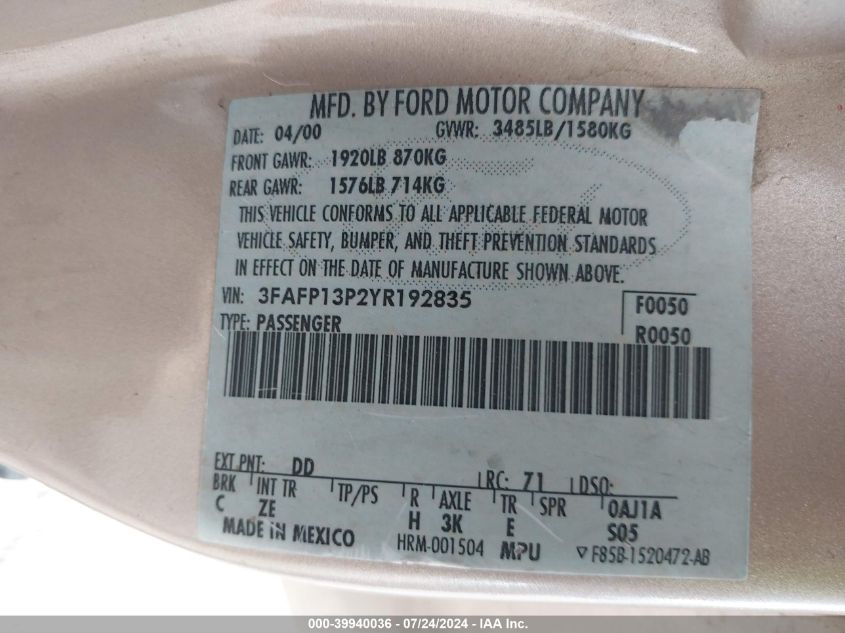 MFD. BY FORD MOTOR COMPANY
DATE: 04/00 GVWR: 3485LB/1580KG
FRONT GAWR: 1920LB 870KG
REAR GAWR: 1576LB 714KG
THIS VEHICLE CONFORMS TO ALL APPLICABLE FEDERAL MOTOR
VEHICLE SAFETY, BUMPER, AND THEFT PREVENTION STANDARDS
IN EFFECT ON THE DATE OF MANUFACTURE SHOWN ABOVE.
VIN: 3FAFP13P2YR192835 F0050
TYPE: PASSENGER R0050
EXT PNT: DD RC: 71 DSO:
BRK INT TR TP/PS R AXLE TR SPR 0AJ1A
C ZE H 3K E S05
MADE IN MEXICO HRM-001504 MPU ▽ F85B-1520472-AB
000-39940036 - 07/24/2024 - IAA Inc.